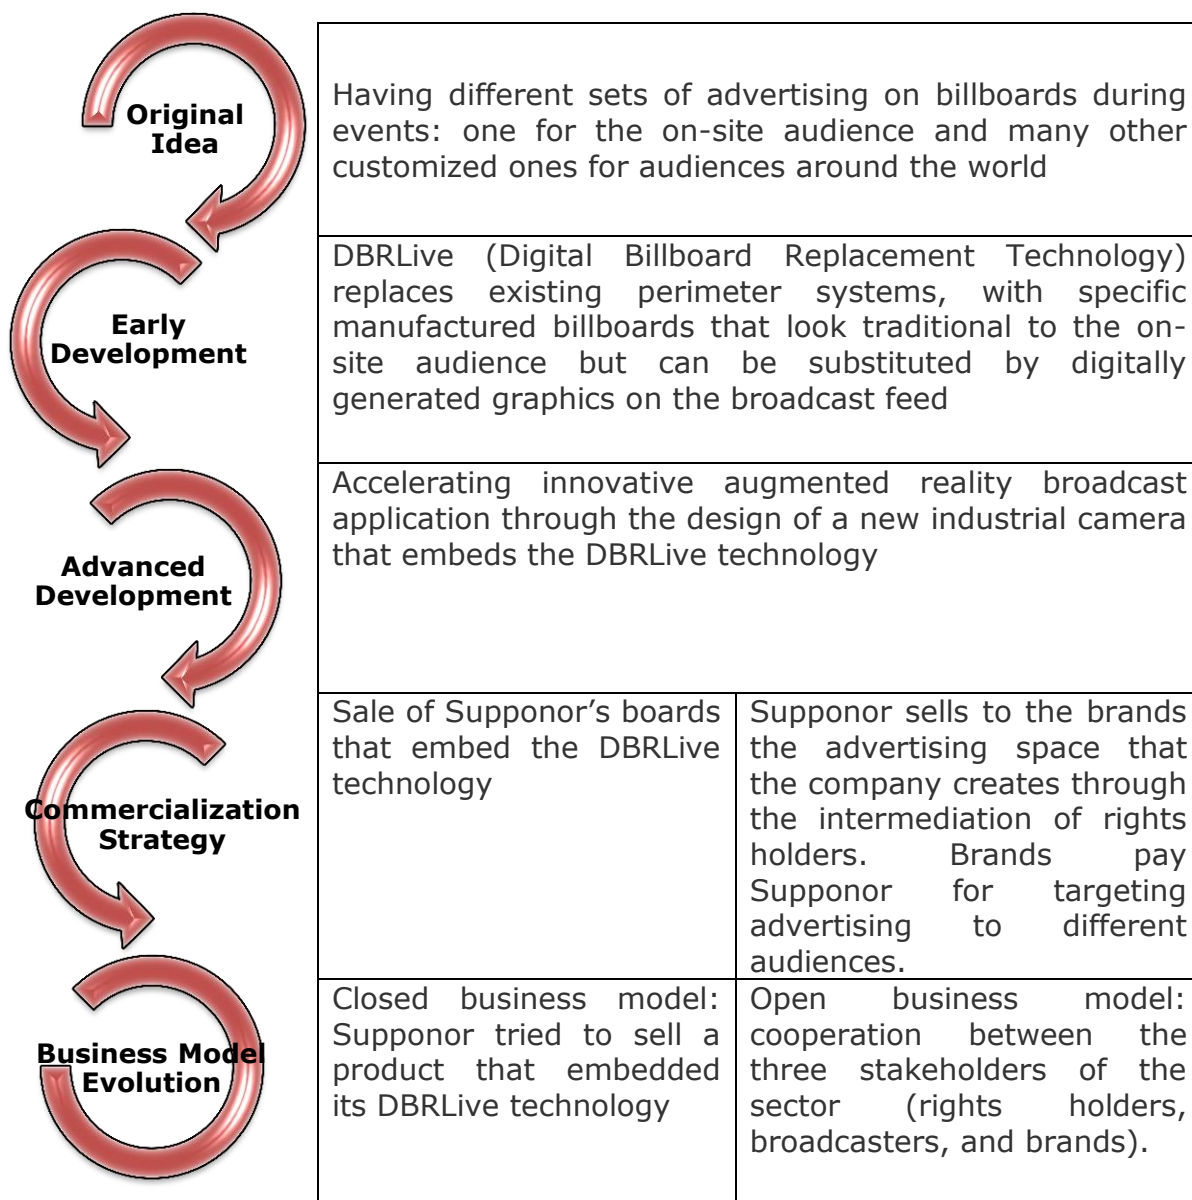 Original
Idea
Having different sets of advertising on billboards during
events: one for the on-site audience and many other
customized ones for audiences around the world
Early
Development
DBRLive (Digital Billboard Replacement Technology)
replaces existing perimeter systems, with specific
manufactured billboards that look traditional to the on-
site audience but can be substituted by digitally
generated graphics on the broadcast feed
Advanced
Development
Accelerating innovative augmented reality broadcast
application through the design of a new industrial camera
that embeds the DBRLive technology
Commercialization
Strategy
Sale of Supponor’s boards
that embed the DBRLive
technology
Supponor sells to the brands
the advertising space that
the company creates through
the intermediation of rights
holders. Brands pay
Supponor for targeting
advertising to different
audiences.
Business Model
Evolution
Closed business model:
Supponor tried to sell a
product that embedded
its DBRLive technology
Open business model:
cooperation between the
three stakeholders of the
sector (rights holders,
broadcasters, and brands).